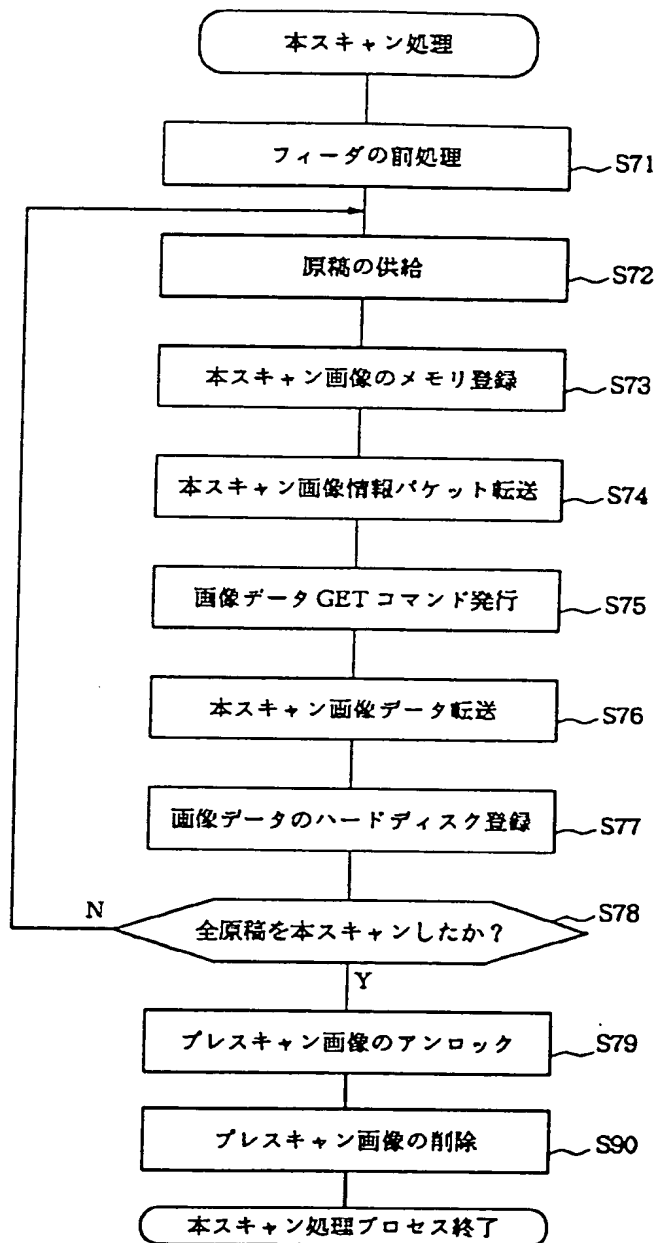 本スキャン処理
フィーダの前処理
S71
原稿の供給
S72
本スキャン画像のメモリ登録
S73
本スキャン画像情報パケット転送
S74
画像データ GET コマンド発行
S75
本スキャン画像データ転送
S76
画像データのハードディスク登録
S77
N
全原稿を本スキャンしたか？
S78
Y
プレスキャン画像のアンロック
S79
プレスキャン画像の削除
S90
本スキャン処理プロセス終了